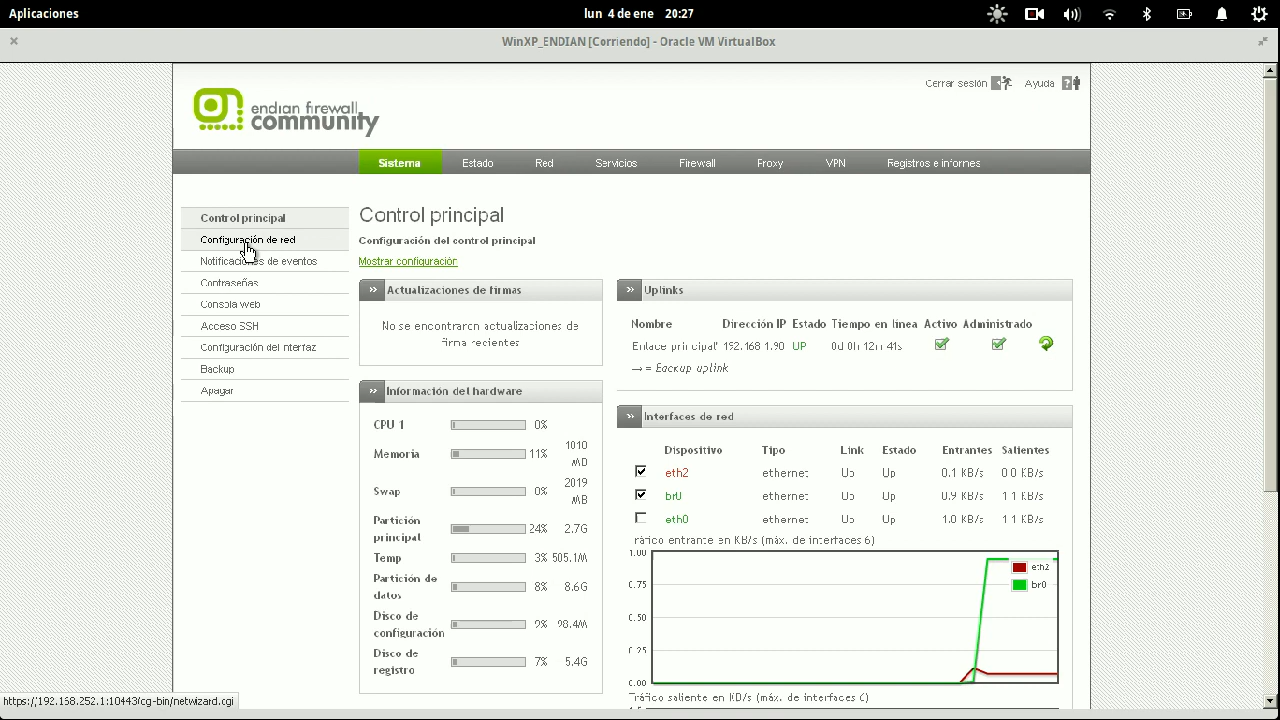 Aplicaciones
lun 4 de ene 20:27
WinXP_ENDIAN [Corriendo] - Oracle VM VirtualBox
Cerrar sesión
Ayuda
endian firewall
community
Sistema
Estado
Red
Servicios
Firewall
Proxy
VPN
Registros e informes
Control principal
Configuración de red
Notificaciones de eventos
Contraseñas
Consola web
Acceso SSH
Configuración del Interfaz
Backup
Apagar
Control principal
Configuración del control principal
Mostrar configuración
» Actualizaciones de firmas
No se encontraron actualizaciones de
firma recientes
» Información del hardware
CPU 1 0%
Memoria 11% 1010 MB
Swap 0% 2019 MB
Partición principal 24% 2.7G
Temp 3% 505.1M
Partición de datos 8% 8.6G
Disco de configuración 9% 98.4M
Disco de registro 7% 5.4G
» Uplinks
Nombre Dirección IP Estado Tiempo en línea Activo Administrado
Enlace principal* 192.168.1.90 UP 0d 0h 12m 41s
→ = Backup uplink
» Interfaces de red
Dispositivo Tipo Link Estado Entrantes Salientes
eth2 ethernet Up Up 0.1 KB/s 0.0 KB/s
br0 ethernet Up Up 0.9 KB/s 1.1 KB/s
eth0 ethernet Up Up 1.0 KB/s 1.1 KB/s
Tráfico entrante en KB/s (máx. de interfaces 6)
1.00
0.75
0.50
0.25
0.00
eth2
br0
Tráfico saliente en KB/s (máx. de interfaces 6)
https://192.168.252.1:10443/cgi-bin/netwizard.cgi